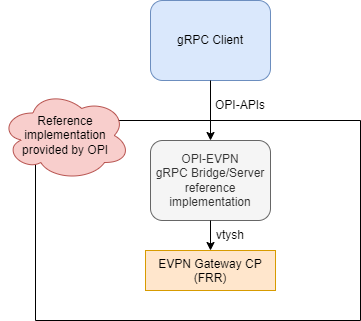 gRPC Client
OPI-APIs
Reference
implementation
provided by OPI
OPI-EVPN
gRPC Bridge/Server
reference
implementation
vtysh
EVPN Gateway CP
(FRR)